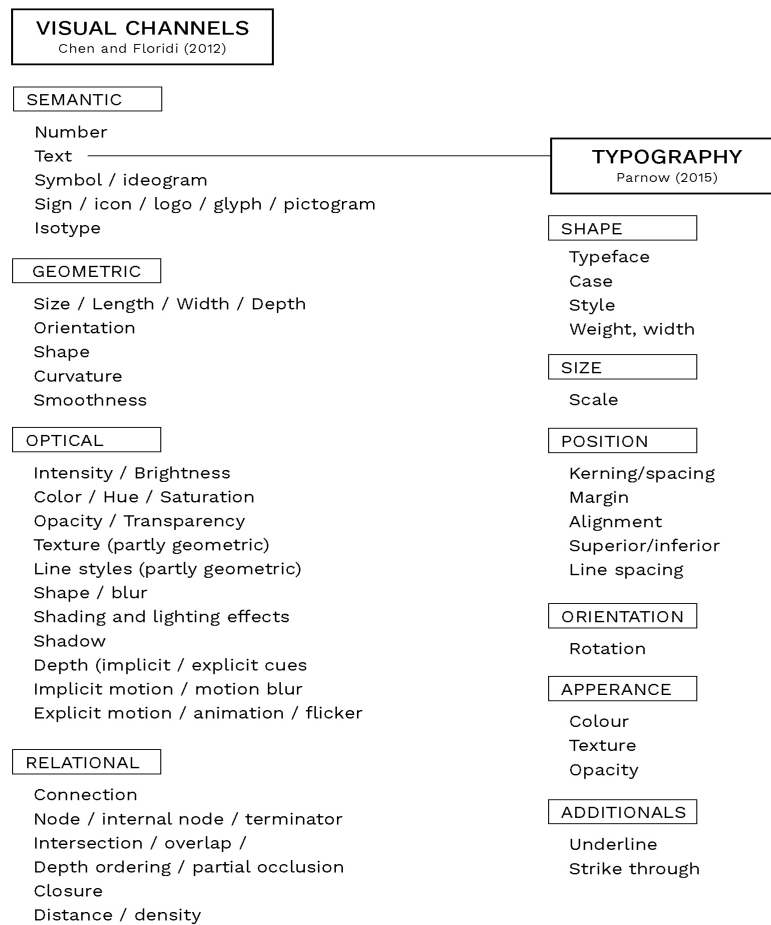 VISUAL CHANNELS
Chen and Floridi (2012)
SEMANTIC
Number
Text
Symbol / ideogram
Sign / icon / logo / glyph / pictogram
Isotype
GEOMETRIC
Size / Length / Width / Depth
Orientation
Shape
Curvature
Smoothness
OPTICAL
Intensity / Brightness
Color / Hue / Saturation
Opacity / Transparency
Texture (partly geometric)
Line styles (partly geometric)
Shape / blur
Shading and lighting effects
Shadow
Depth (implicit / explicit cues
Implicit motion / motion blur
Explicit motion / animation / flicker
RELATIONAL
Connection
Node / internal node / terminator
Intersection / overlap /
Depth ordering / partial occlusion
Closure
Distance / density
TYPOGRAPHY
Parnow (2015)
SHAPE
Typeface
Case
Style
Weight, width
SIZE
Scale
POSITION
Kerning/spacing
Margin
Alignment
Superior/inferior
Line spacing
ORIENTATION
Rotation
APPERANCE
Colour
Texture
Opacity
ADDITIONALS
Underline
Strike through